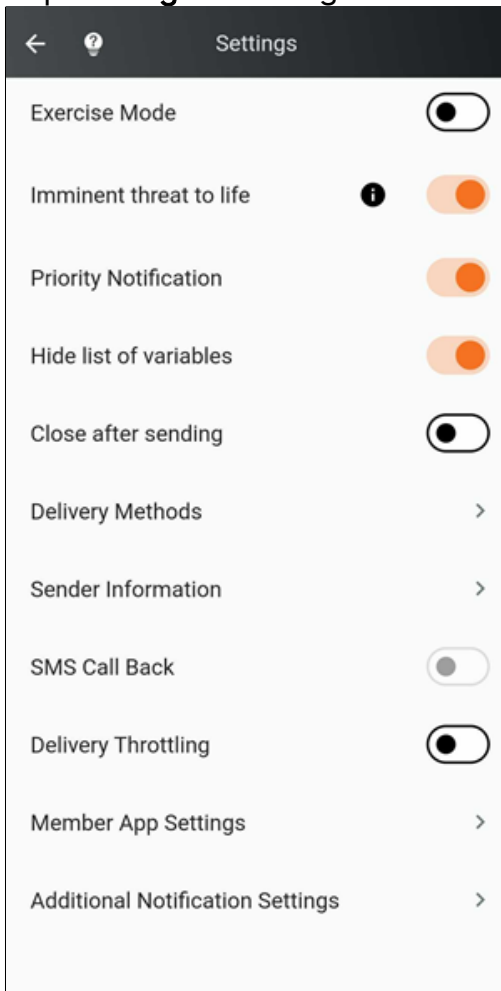 Settings
Exercise Mode
Imminent threat to life
Priority Notification
Hide list of variables
Close after sending
Delivery Methods
Sender Information
SMS Call Back
Delivery Throttling
Member App Settings
Additional Notification Settings